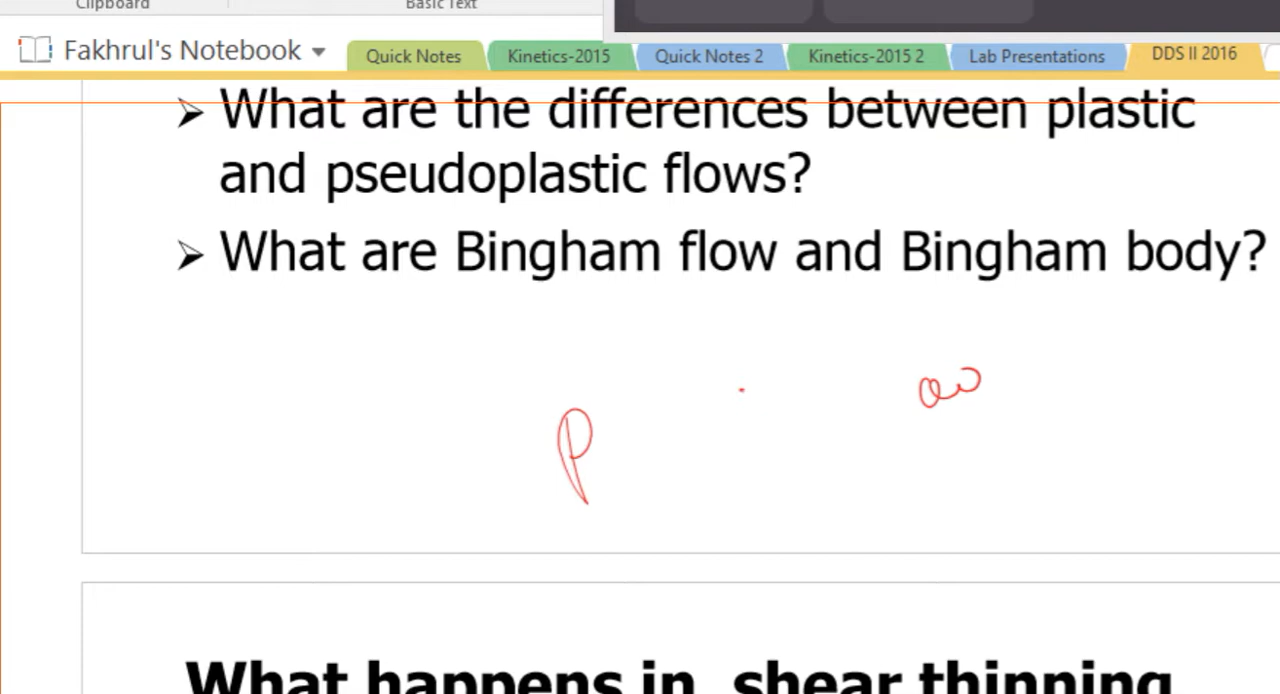 Clipboard
Basic Text
Fakhrul's Notebook
Quick Notes
Kinetics-2015
Quick Notes 2
Kinetics-2015 2
Lab Presentations
DDS II 2016
➢ What are the differences between plastic
and pseudoplastic flows?
➢ What are Bingham flow and Bingham body?
P
What happens in shear thinning